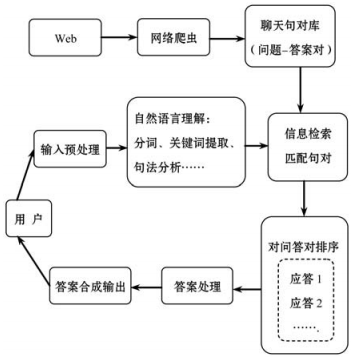 Web
网络爬虫
聊天句对库
(问题–答案对)
输入预处理
自然语言理解：
分词、关键词提取、
句法分析……
信息检索
匹配句对
用 户
对问答对排序
应答 1
应答 2
…….
答案处理
答案合成输出